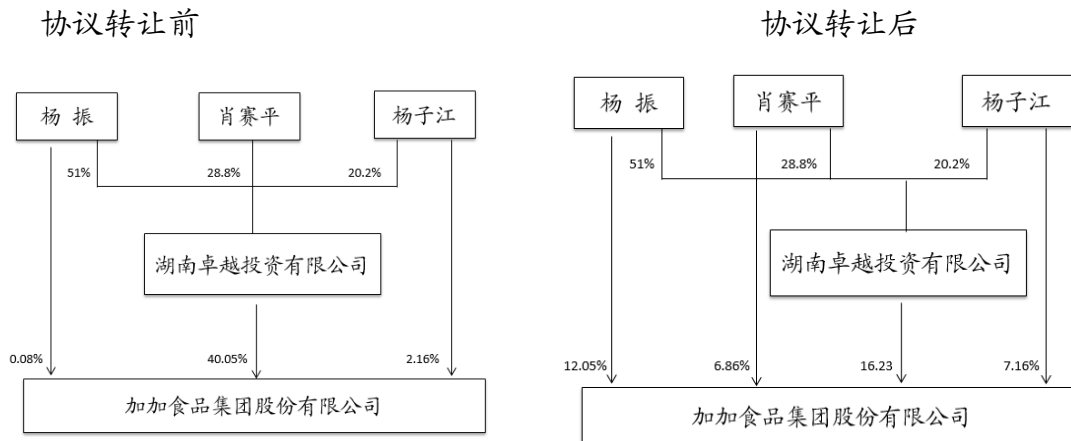 协议转让前
杨 振
肖赛平
杨子江
51%
28.8%
20.2%
湖南卓越投资有限公司
0.08%
40.05%
2.16%
加加食品集团股份有限公司
协议转让后
杨 振
肖赛平
杨子江
51%
28.8%
20.2%
湖南卓越投资有限公司
12.05%
6.86%
16.23
7.16%
加加食品集团股份有限公司